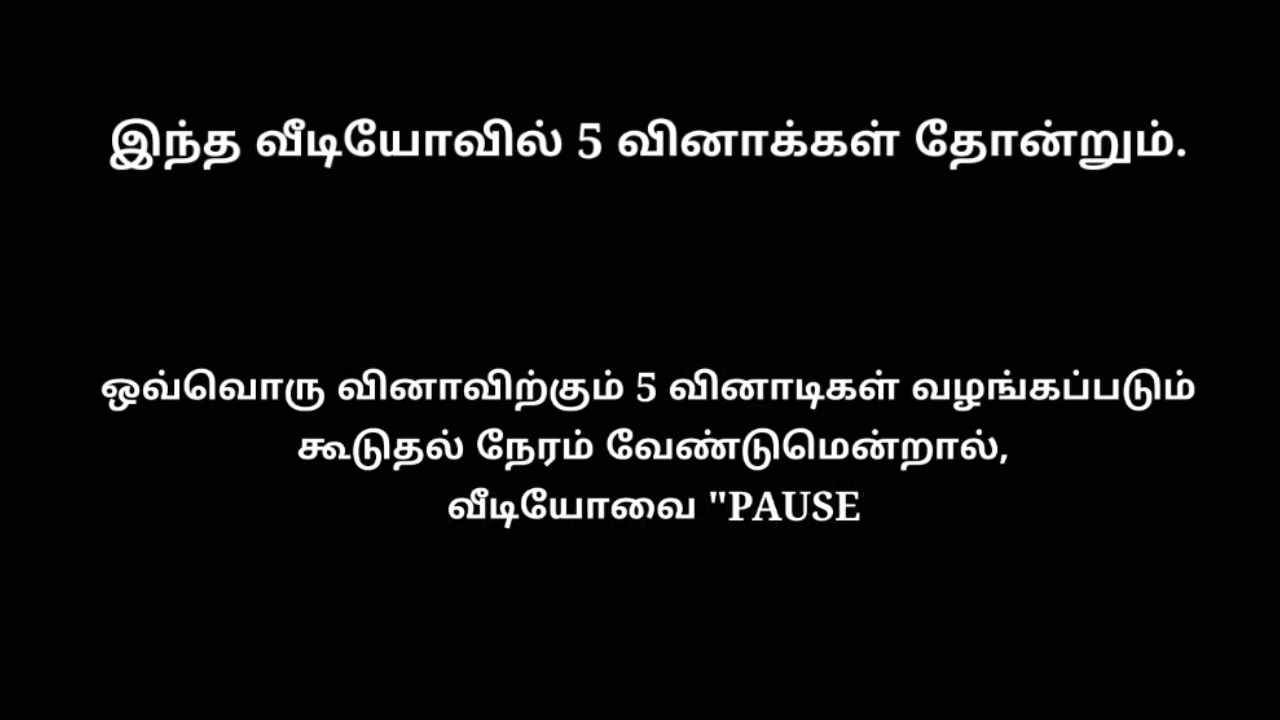 இந்த வீடியோவில் 5 வினாக்கள் தோன்றும்.
ஒவ்வொரு வினாவிற்கும் 5 வினாடிகள் வழங்கப்படும்
கூடுதல் நேரம் வேண்டுமென்றால்,
வீடியோவை "PAUSE